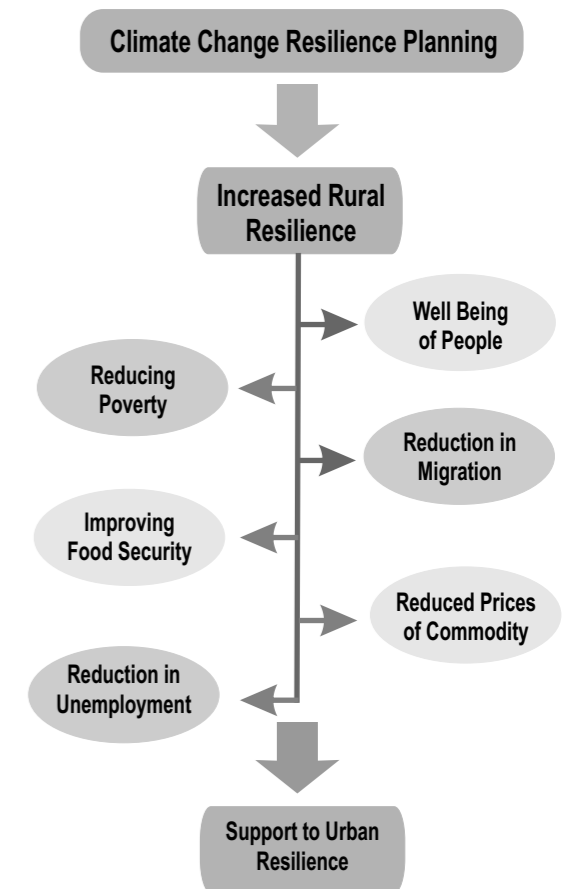 Climate Change Resilience Planning
Increased Rural
Resilience
Well Being
of People
Reducing
Poverty
Reduction in
Migration
Improving
Food Security
Reduced Prices
of Commodity
Reduction in
Unemployment
Support to Urban
Resilience